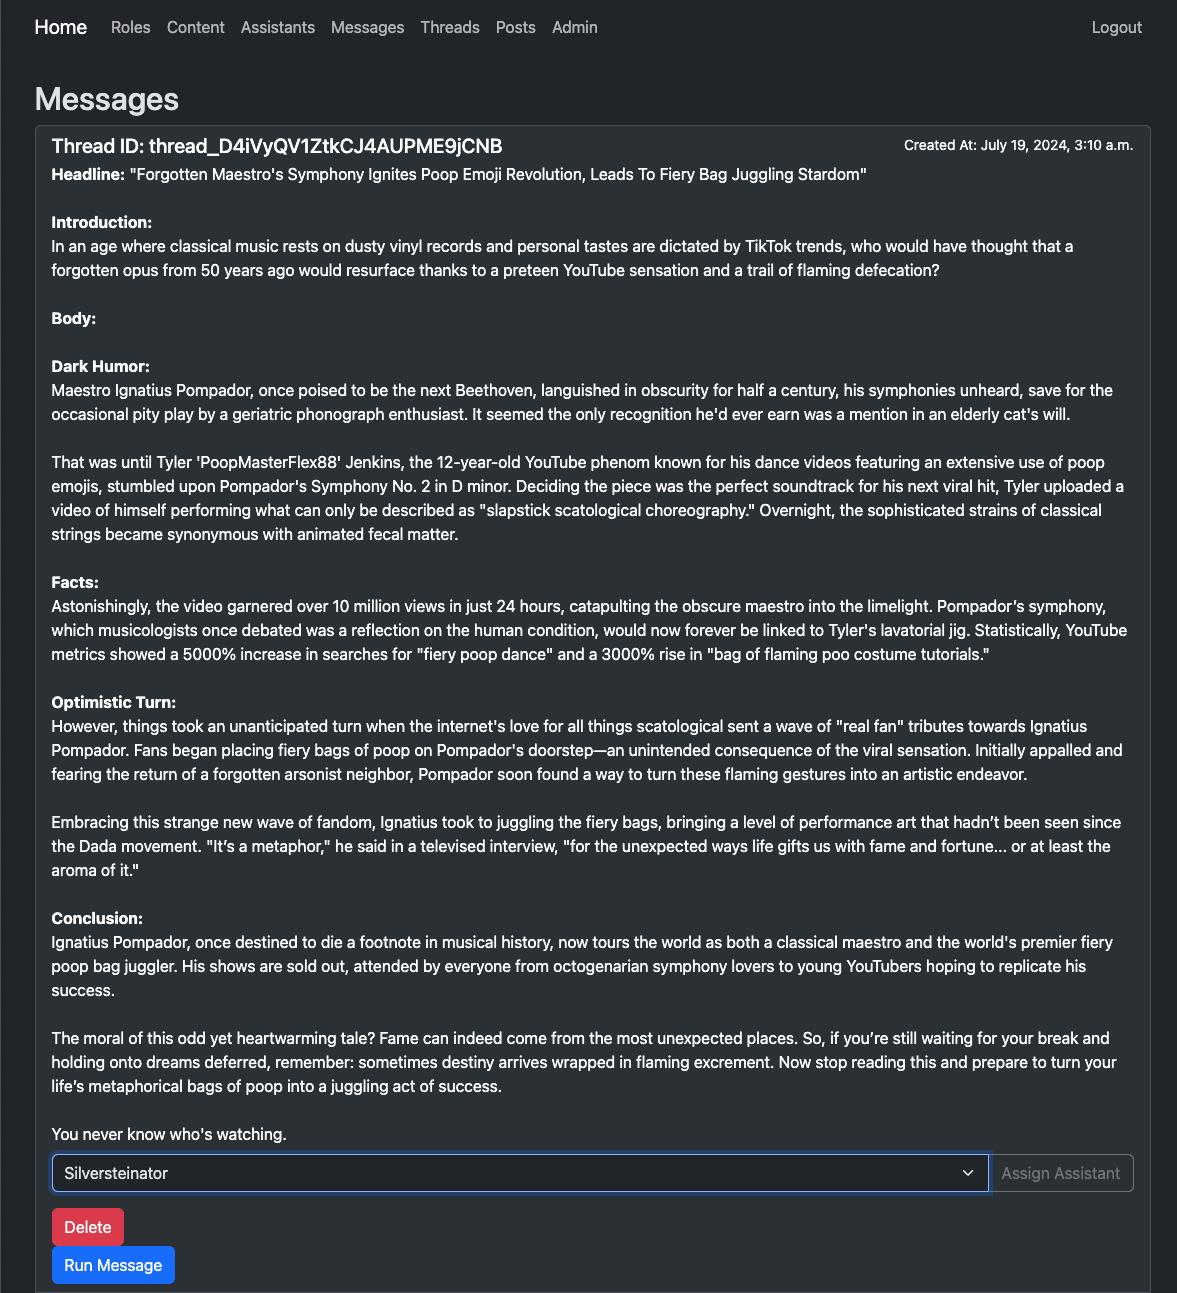 Home Roles Content Assistants Messages Threads Posts Admin Logout
Messages
Thread ID: thread_D4iVyQV1ZtkCJ4AUPME9jCNB Created At: July 19, 2024, 3:10 a.m.
Headline: "Forgotten Maestro's Symphony Ignites Poop Emoji Revolution, Leads To Fiery Bag Juggling Stardom"
Introduction:
In an age where classical music rests on dusty vinyl records and personal tastes are dictated by TikTok trends, who would have thought that a
forgotten opus from 50 years ago would resurface thanks to a preteen YouTube sensation and a trail of flaming defecation?
Body:
Dark Humor:
Maestro Ignatius Pompador, once poised to be the next Beethoven, languished in obscurity for half a century, his symphonies unheard, save for the
occasional pity play by a geriatric phonograph enthusiast. It seemed the only recognition he'd ever earn was a mention in an elderly cat's will.
That was until Tyler 'PoopMasterFlex88' Jenkins, the 12-year-old YouTube phenom known for his dance videos featuring an extensive use of poop
emojis, stumbled upon Pompador's Symphony No. 2 in D minor. Deciding the piece was the perfect soundtrack for his next viral hit, Tyler uploaded a
video of himself performing what can only be described as "slapstick scatological choreography." Overnight, the sophisticated strains of classical
strings became synonymous with animated fecal matter.
Facts:
Astonishingly, the video garnered over 10 million views in just 24 hours, catapulting the obscure maestro into the limelight. Pompador’s symphony,
which musicologists once debated was a reflection on the human condition, would now forever be linked to Tyler's lavatorial jig. Statistically, YouTube
metrics showed a 5000% increase in searches for "fiery poop dance" and a 3000% rise in "bag of flaming poo costume tutorials."
Optimistic Turn:
However, things took an unanticipated turn when the internet's love for all things scatological sent a wave of "real fan" tributes towards Ignatius
Pompador. Fans began placing fiery bags of poop on Pompador's doorstep—an unintended consequence of the viral sensation. Initially appalled and
fearing the return of a forgotten arsonist neighbor, Pompador soon found a way to turn these flaming gestures into an artistic endeavor.
Embracing this strange new wave of fandom, Ignatius took to juggling the fiery bags, bringing a level of performance art that hadn’t been seen since
the Dada movement. "It’s a metaphor," he said in a televised interview, "for the unexpected ways life gifts us with fame and fortune... or at least the
aroma of it."
Conclusion:
Ignatius Pompador, once destined to die a footnote in musical history, now tours the world as both a classical maestro and the world's premier fiery
poop bag juggler. His shows are sold out, attended by everyone from octogenarian symphony lovers to young YouTubers hoping to replicate his
success.
The moral of this odd yet heartwarming tale? Fame can indeed come from the most unexpected places. So, if you’re still waiting for your break and
holding onto dreams deferred, remember: sometimes destiny arrives wrapped in flaming excrement. Now stop reading this and prepare to turn your
life’s metaphorical bags of poop into a juggling act of success.
You never know who's watching.
Silversteinator Assign Assistant
Delete
Run Message